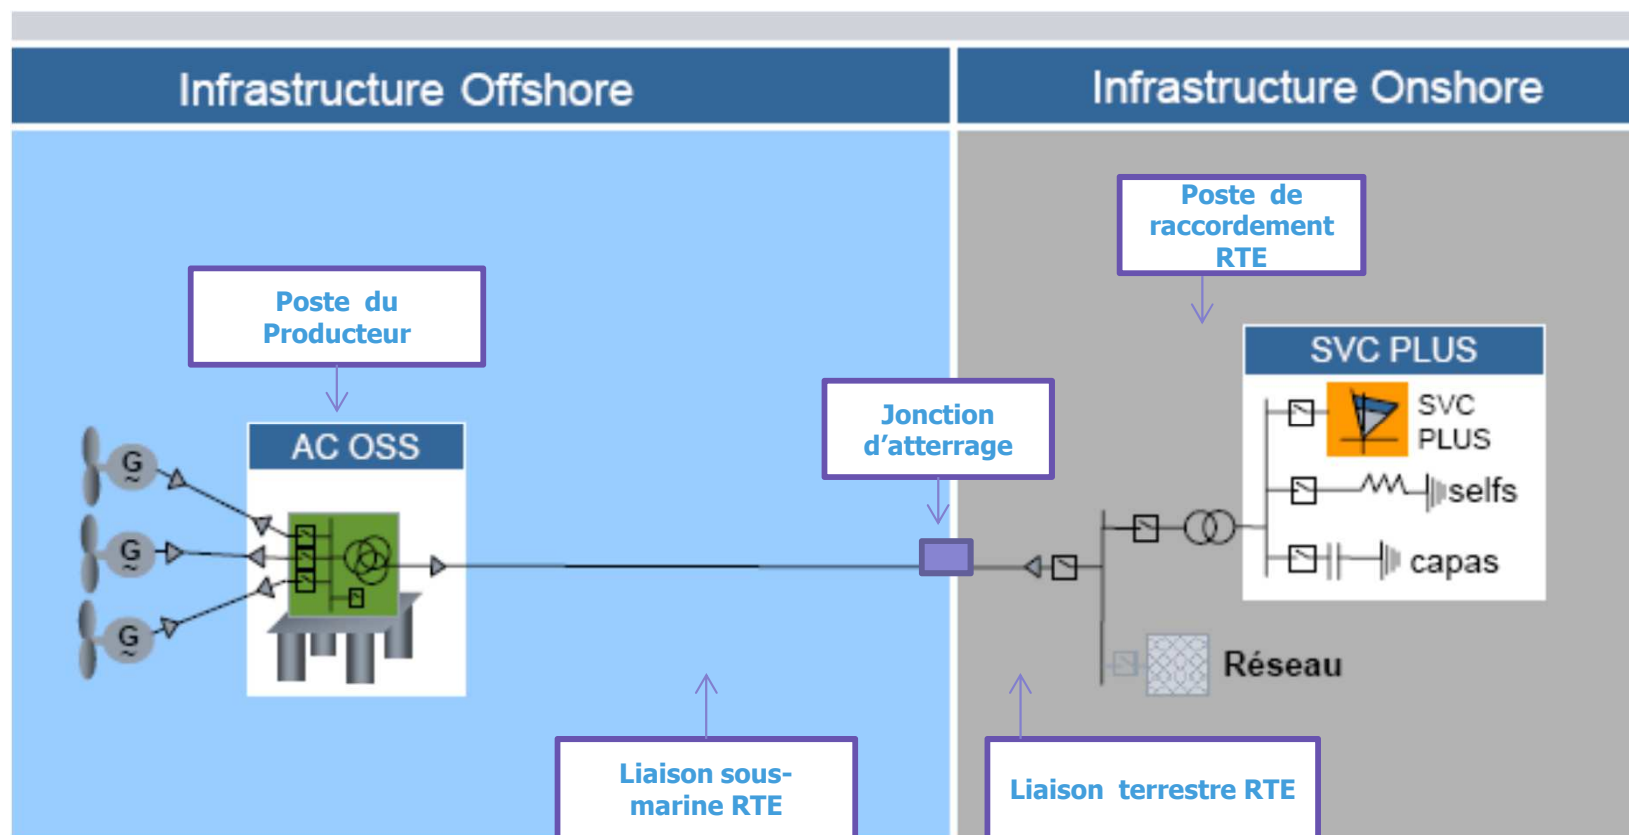 Infrastructure Offshore
Infrastructure Onshore
Poste de
raccordement
RTE
Poste du
Producteur
SVC PLUS
SVC
PLUS
Jonction
d’atterrage
AC OSS
G
~
selfs
G
~
capas
G
~
Réseau
Liaison sous-
marine RTE
Liaison terrestre RTE